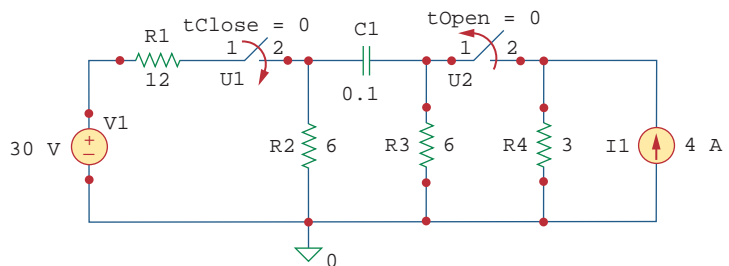 tClose = 0
tOpen = 0
R1
1 2
C1
1 2
12
U1
0.1
U2
V1
30 V
+
−
R2 6
R3 6
R4 3
I1 4 A
0